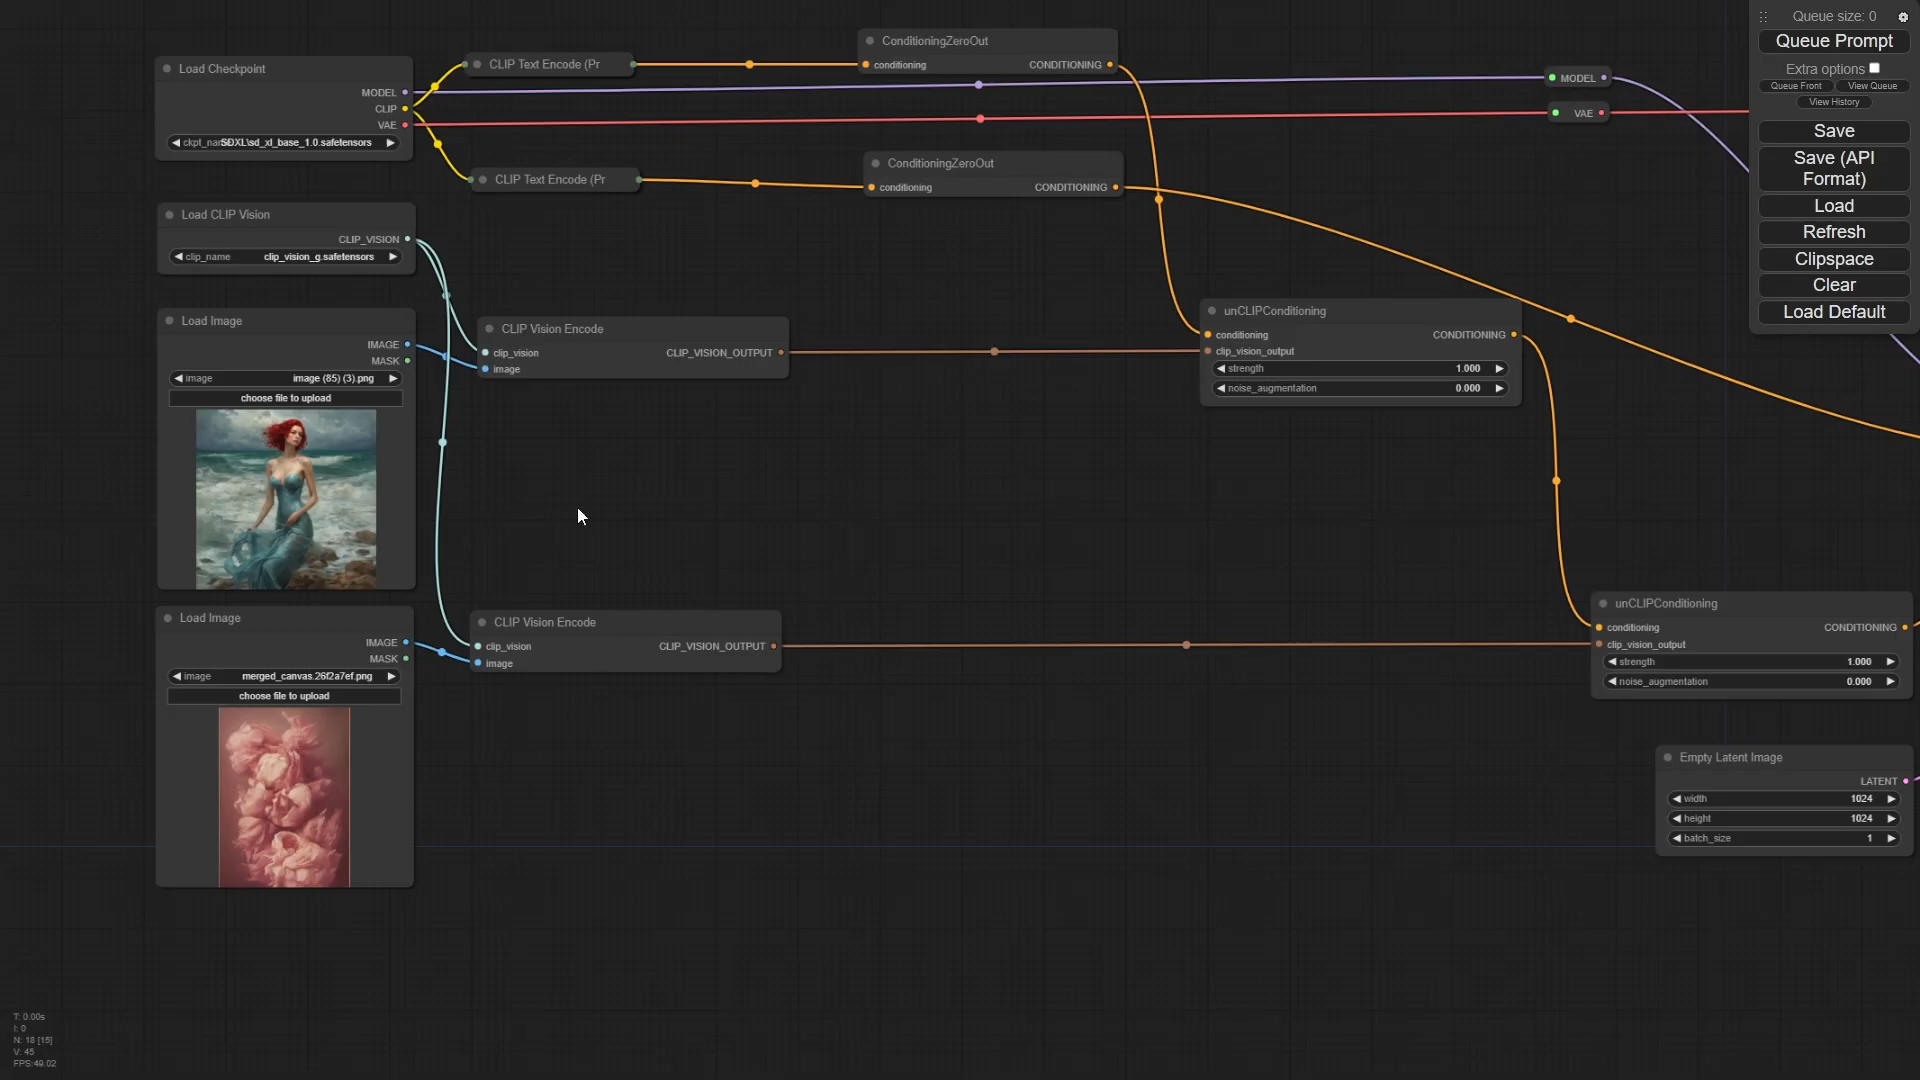 Load Checkpoint
MODEL
CLIP
VAE
SDXL\sd_xl_base_1.0.safetensors
CLIP Text Encode (Pr
ConditioningZeroOut
conditioning
CONDITIONING
MODEL
VAE
CLIP Text Encode (Pr
ConditioningZeroOut
conditioning
CONDITIONING
Load CLIP Vision
CLIP_VISION
clip_name clip_vision_g.safetensors
Load Image
IMAGE
MASK
image image (85) (3).png
choose file to upload
CLIP Vision Encode
clip_vision CLIP_VISION_OUTPUT
image
unCLIPConditioning
conditioning CONDITIONING
clip_vision_output
strength 1.000
noise_augmentation 0.000
Load Image
IMAGE
MASK
image merged_canvas.26f2a7ef.png
choose file to upload
CLIP Vision Encode
clip_vision CLIP_VISION_OUTPUT
image
unCLIPConditioning
conditioning CONDITIONING
clip_vision_output
strength 1.000
noise_augmentation 0.000
Empty Latent Image
LATENT
width 1024
height 1024
batch_size 1
Queue size: 0
Queue Prompt
Extra options
Queue Front View Queue
View History
Save
Save (API
Format)
Load
Refresh
Clipspace
Clear
Load Default
T: 0.00s
I: 0
N: 18 [15]
V: 45
FPS:49.02